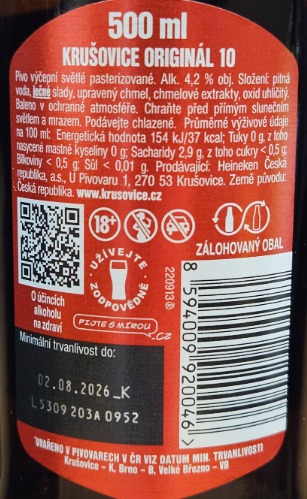 500 ml
KRUŠOVICE ORIGINÁL 10
Pivo výčepní světlé pasterizované. Alk. 4,2 % obj. Složení: pitná
voda, ječné slady, upravený chmel, chmelové extrakty, oxid uhličitý.
Baleno v ochranné atmosféře. Chraňte před přímým slunečním
světlem a mrazem. Podávejte chlazené. Průměrné výživové údaje
na 100 ml: Energetická hodnota 154 kJ/37 kcal; Tuky 0 g, z toho
nasycené mastné kyseliny 0 g; Sacharidy 2,9 g, z toho cukry < 0,5 g;
Bílkoviny < 0,5 g; Sůl < 0,01 g. Prodávající: Heineken Česká
republika, a.s., U Pivovaru 1, 270 53 Krušovice. Země původu:
Česká republika. www.krusovice.cz
18+
UŽÍVEJTE
ZODPOVĚDNĚ
ZÁLOHOVANÝ OBAL
220913
O účincích
alkoholu
na zdraví
PIJTE S MÍROU
.CZ
8 594009 920046 >
Minimální trvanlivost do:
02.08.2026_K
L5309 203A 0952
*UVAŘENO V PIVOVARECH V ČR VIZ DATUM MIN. TRVANLIVOSTI
Krušovice - K, Brno - B, Velké Březno - VB